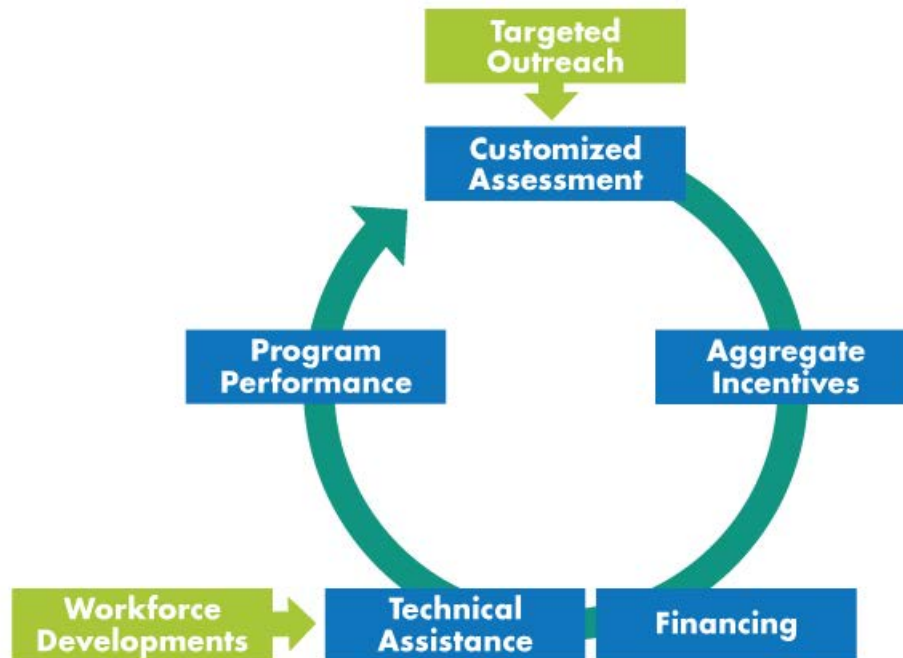 Targeted
Outreach
Customized
Assessment
Program
Performance
Aggregate
Incentives
Workforce
Developments
Technical
Assistance
Financing